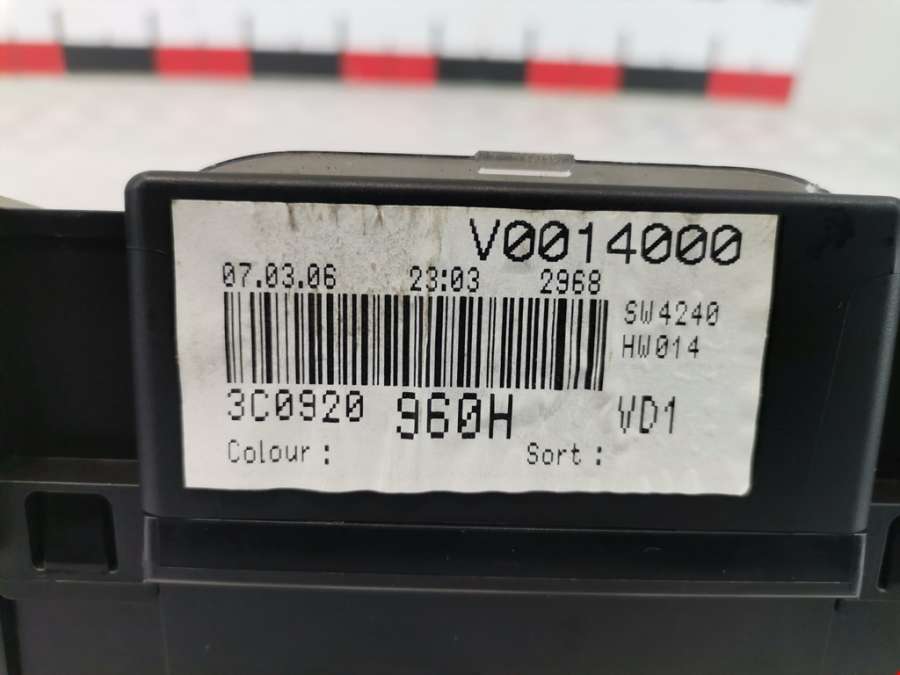 V0014000
07.03.06 23:03 2968
SW4240
HW014
3C0920 960H VD1
Colour : Sort :